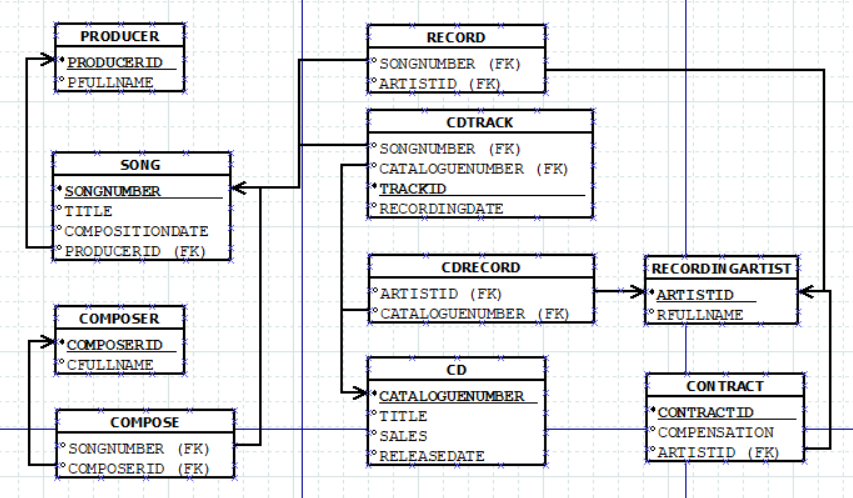 PRODUCER
PRODUCERID
PFULLNAME
SONG
SONGNUMBER
TITLE
COMPOSITIONDATE
PRODUCERID (FK)
COMPOSER
COMPOSERID
CFULLNAME
COMPOSE
SONGNUMBER (FK)
COMPOSERID (FK)
RECORD
SONGNUMBER (FK)
ARTISTID (FK)
CDTRACK
SONGNUMBER (FK)
CATALOGUENUMBER (FK)
TRACKID
RECORDINGDATE
CDRECORD
ARTISTID (FK)
CATALOGUENUMBER (FK)
CD
CATALOGUENUMBER
TITLE
SALES
RELEASEDATE
RECORDINGARTIST
ARTISTID
RFULLNAME
CONTRACT
CONTRACTID
COMPENSATION
ARTISTID (FK)